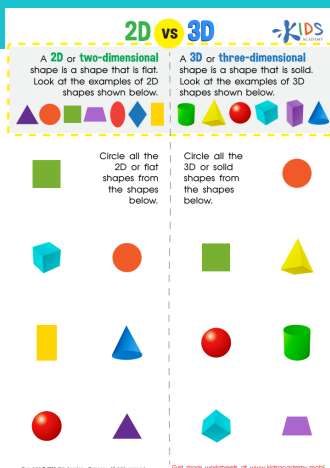 2D vs 3D
KIDS
ACADEMY
A 2D or two-dimensional
shape is a shape that is flat.
Look at the examples of 2D
shapes shown below.
A 3D or three-dimensional
shape is a shape that is solid.
Look at the examples of 3D
shapes shown below.
Circle all the
2D or flat
shapes from
the shapes
below.
Circle all the
3D or solid
shapes from
the shapes
below.
Get more worksheets at www.kidsacademy.mobi